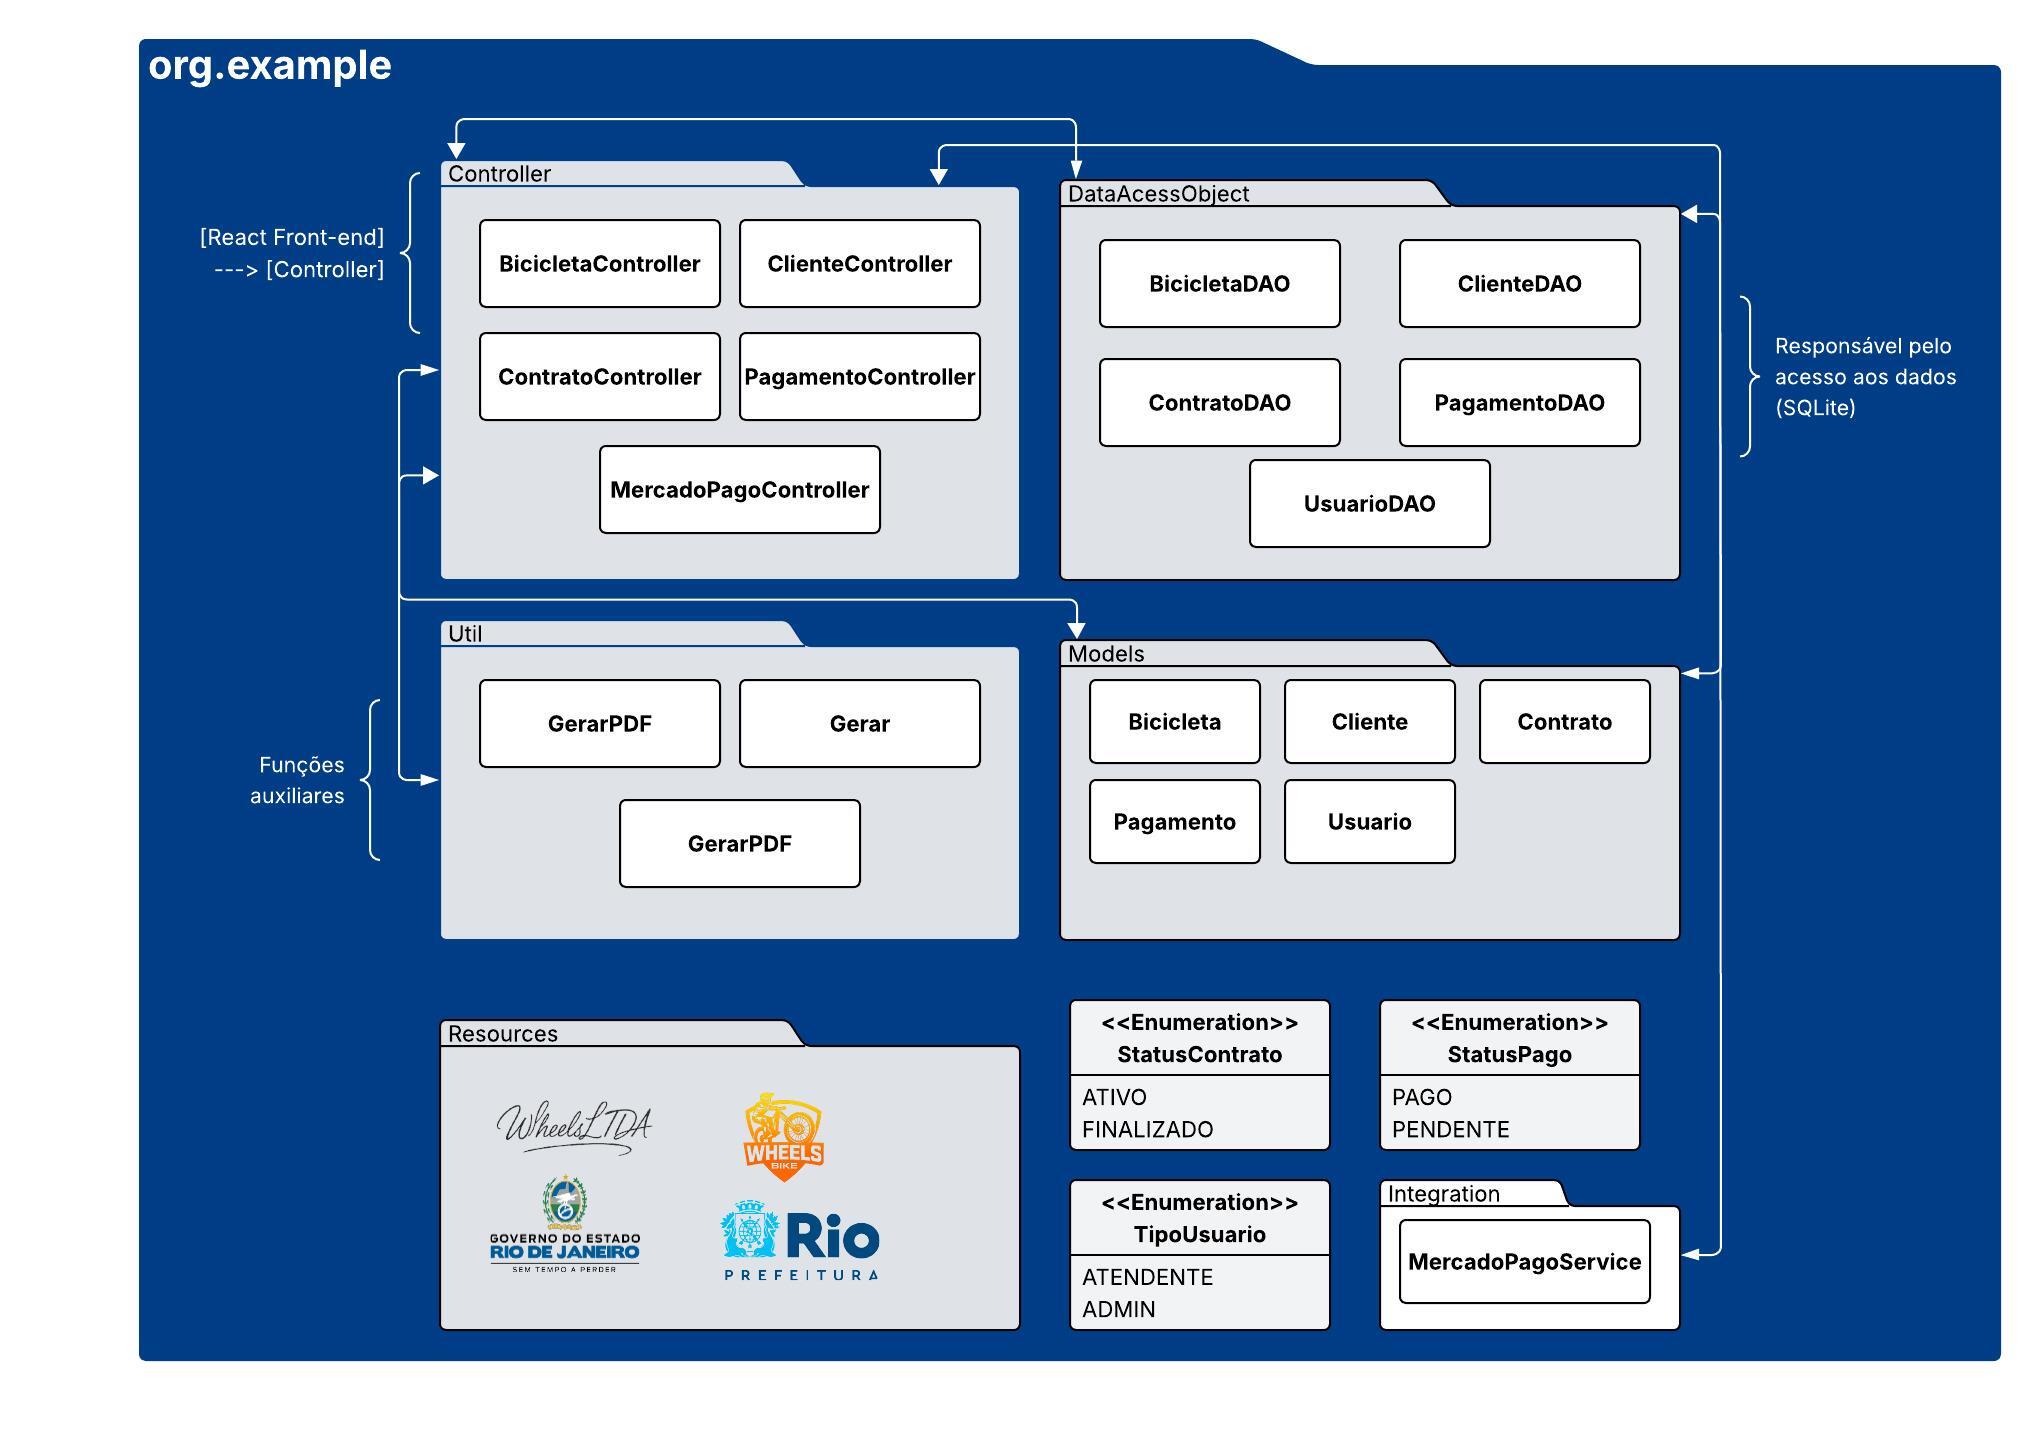 org.example
Controller
[React Front-end]
---> [Controller]
BicicletaController
ClienteController
ContratoController
PagamentoController
MercadoPagoController
DataAcessObject
BicicletaDAO
ClienteDAO
ContratoDAO
PagamentoDAO
UsuarioDAO
Responsável pelo
acesso aos dados
(SQLite)
Util
GerarPDF
Gerar
GerarPDF
Funções
auxiliares
Models
Bicicleta
Cliente
Contrato
Pagamento
Usuario
Resources
WheelsLTDA
WHEELS
BIKE
GOVERNO DO ESTADO
RIO DE JANEIRO
SEM TEMPO A PERDER
Rio
PREFEITURA
<<Enumeration>>
StatusContrato
ATIVO
FINALIZADO
<<Enumeration>>
StatusPago
PAGO
PENDENTE
<<Enumeration>>
TipoUsuario
ATENDENTE
ADMIN
Integration
MercadoPagoService